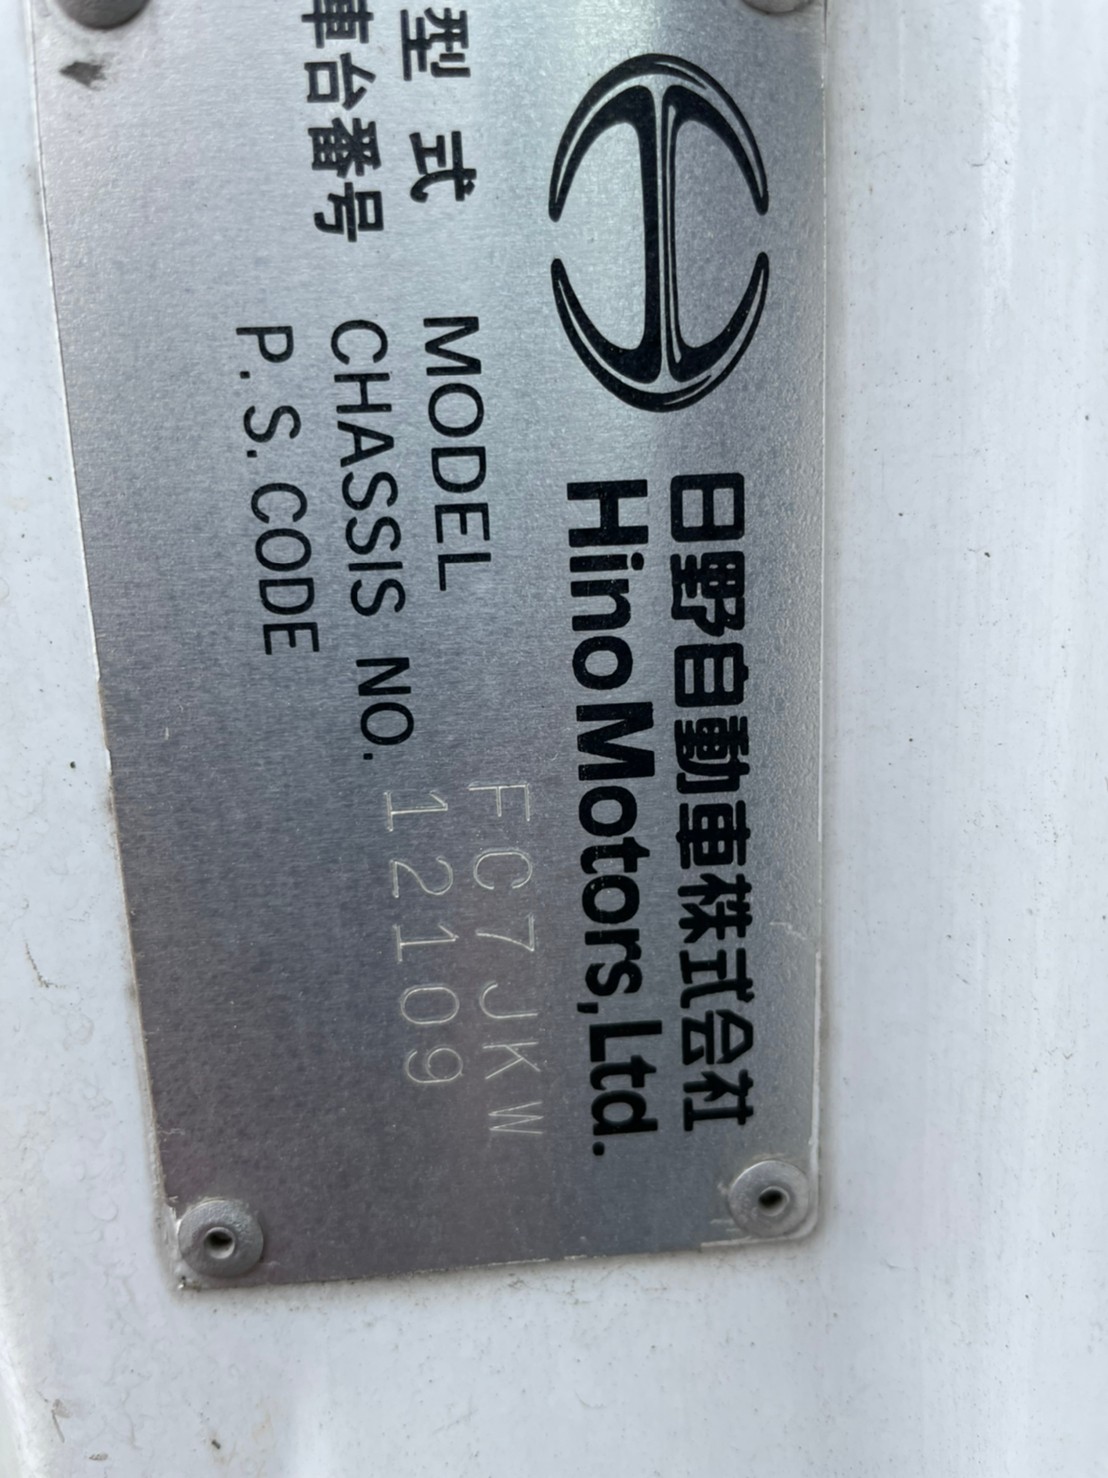 日野自動車株式会社
Hino Motors, Ltd.
型式 MODEL FC7JKW
車台番号 CHASSIS NO. 12109
P. S. CODE